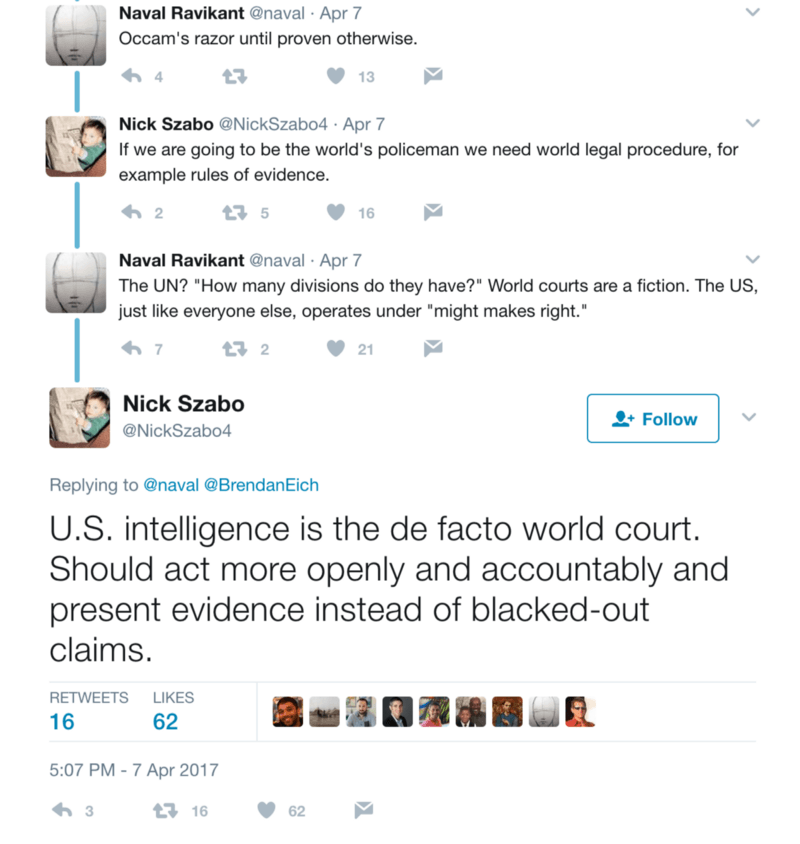 Naval Ravikant @naval · Apr 7
Occam's razor until proven otherwise.
4 13
Nick Szabo @NickSzabo4 · Apr 7
If we are going to be the world's policeman we need world legal procedure, for
example rules of evidence.
2 5 16
Naval Ravikant @naval · Apr 7
The UN? "How many divisions do they have?" World courts are a fiction. The US,
just like everyone else, operates under "might makes right."
7 2 21
Nick Szabo
@NickSzabo4
Follow
Replying to @naval @BrendanEich
U.S. intelligence is the de facto world court.
Should act more openly and accountably and
present evidence instead of blacked-out
claims.
RETWEETS LIKES
16 62
5:07 PM - 7 Apr 2017
3 16 62